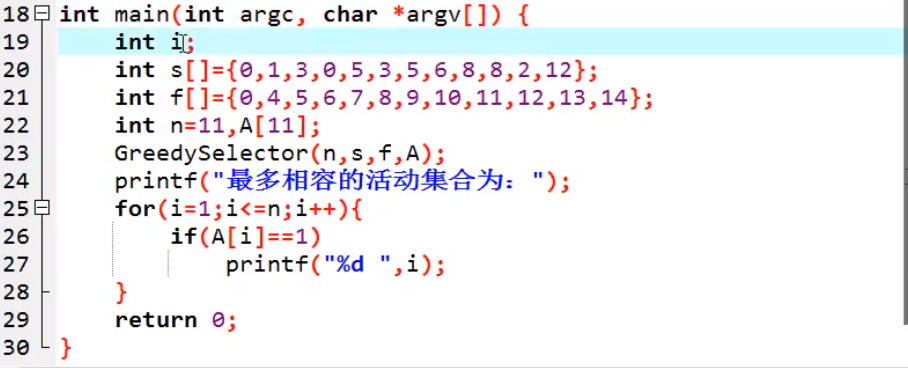 18 int main(int argc, char *argv[]) {
19 int i;
20 int s[]={0,1,3,0,5,3,5,6,8,8,2,12};
21 int f[]={0,4,5,6,7,8,9,10,11,12,13,14};
22 int n=11,A[11];
23 GreedySelector(n,s,f,A);
24 printf("最多相容的活动集合为：");
25 for(i=1;i<=n;i++){
26 if(A[i]==1)
27 printf("%d ",i);
28 }
29 return 0;
30 }